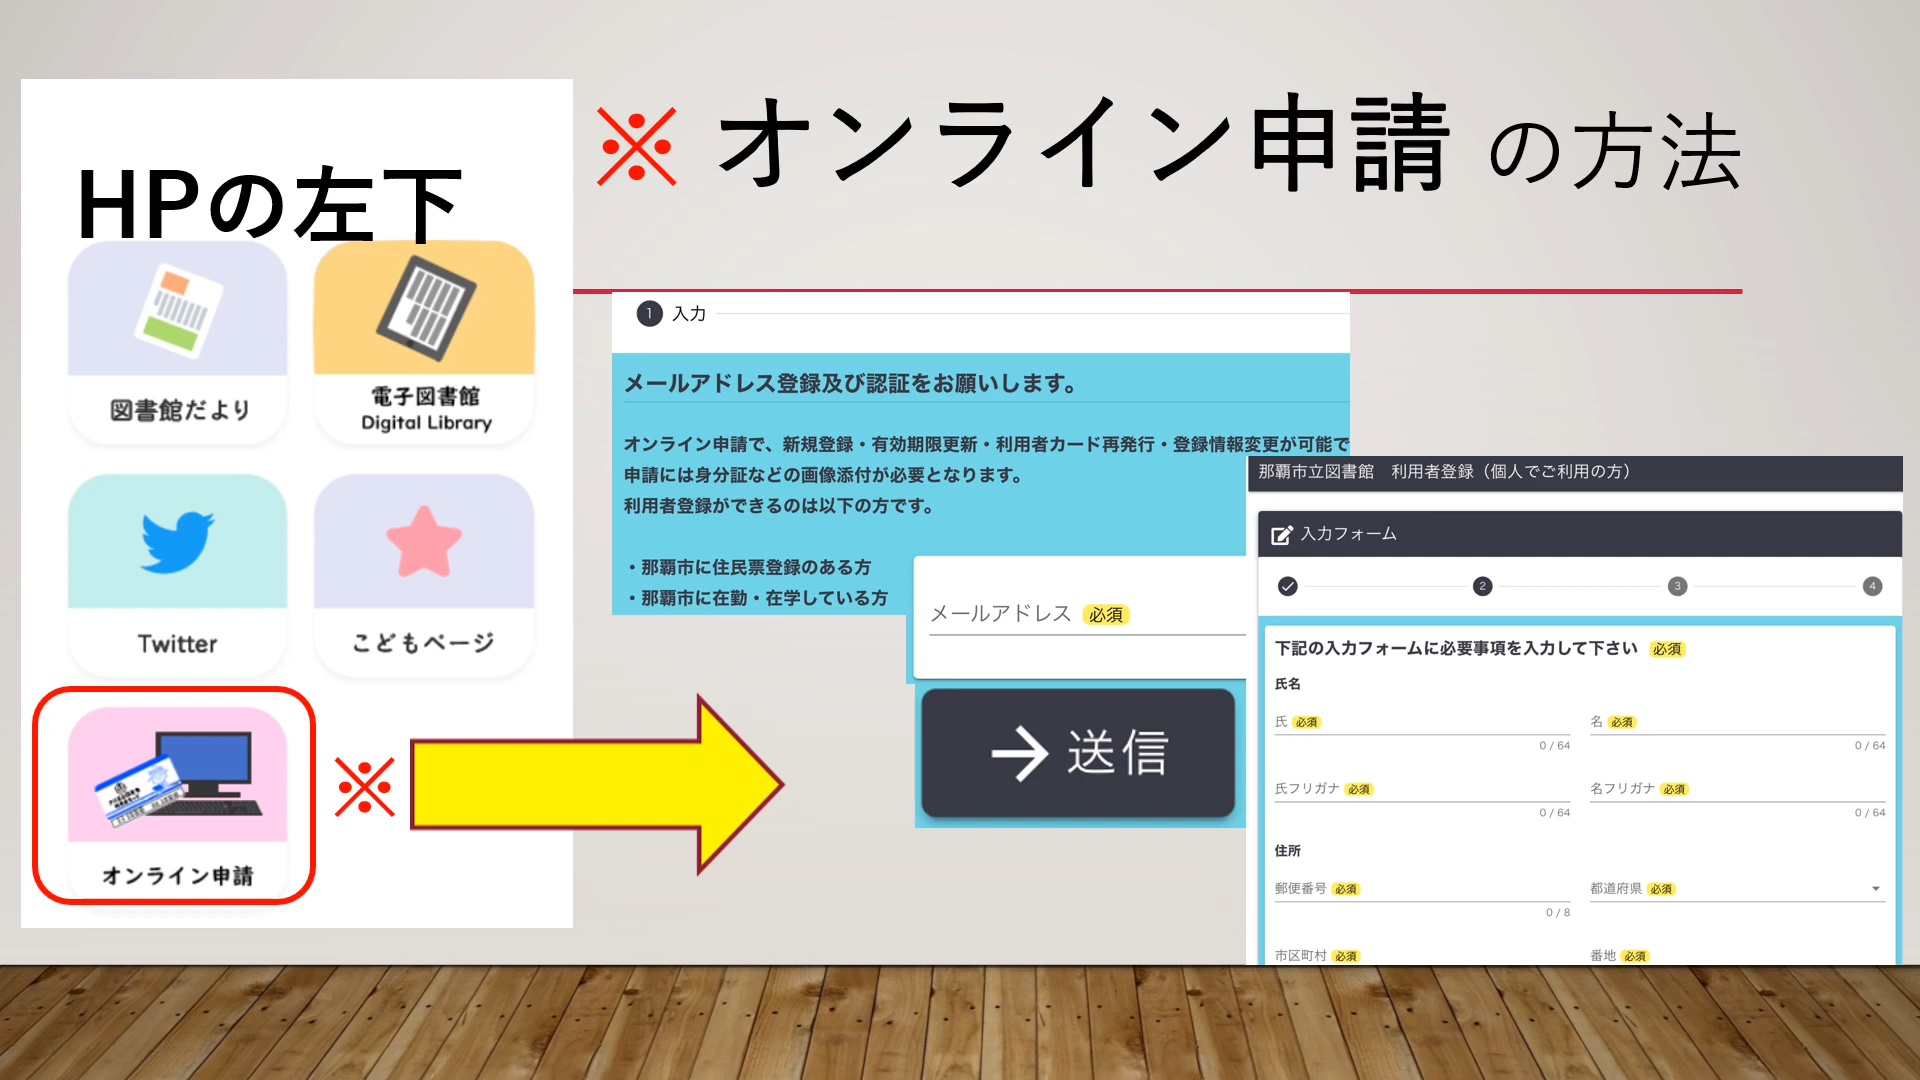 ※ オンライン申請 の方法
HPの左下
図書館だより
電子図書館
Digital Library
Twitter
こどもページ
オンライン申請
※
1 入力
メールアドレス登録及び認証をお願いします。
オンライン申請で、新規登録・有効期限更新・利用者カード再発行・登録情報変更が可能で
申請には身分証などの画像添付が必要となります。
利用者登録ができるのは以下の方です。
・那覇市に住民票登録のある方
・那覇市に在勤・在学している方
メールアドレス 必須
→ 送信
那覇市立図書館 利用者登録（個人でご利用の方）
入力フォーム
2 3 4
下記の入力フォームに必要事項を入力して下さい 必須
氏名
氏 必須 名 必須
0 / 64 0 / 64
氏フリガナ 必須 名フリガナ 必須
0 / 64 0 / 64
住所
郵便番号 必須 都道府県 必須
0 / 8
市区町村 必須 番地 必須